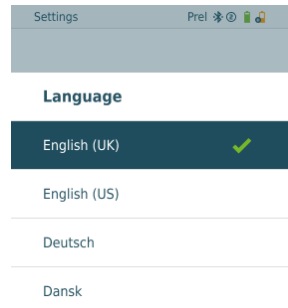 Settings Prel
Language
English (UK)
English (US)
Deutsch
Dansk